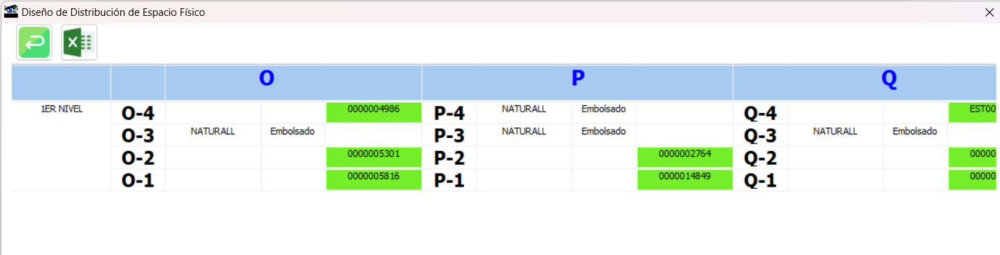 Diseño de Distribución de Espacio Físico
O P Q
1ER NIVEL O-4 0000004986 P-4 NATURALL Embolsado Q-4 EST00
O-3 NATURALL Embolsado P-3 NATURALL Embolsado Q-3 NATURALL Embolsado
O-2 0000005301 P-2 0000002764 Q-2 00000
O-1 0000005816 P-1 0000014849 Q-1 00000